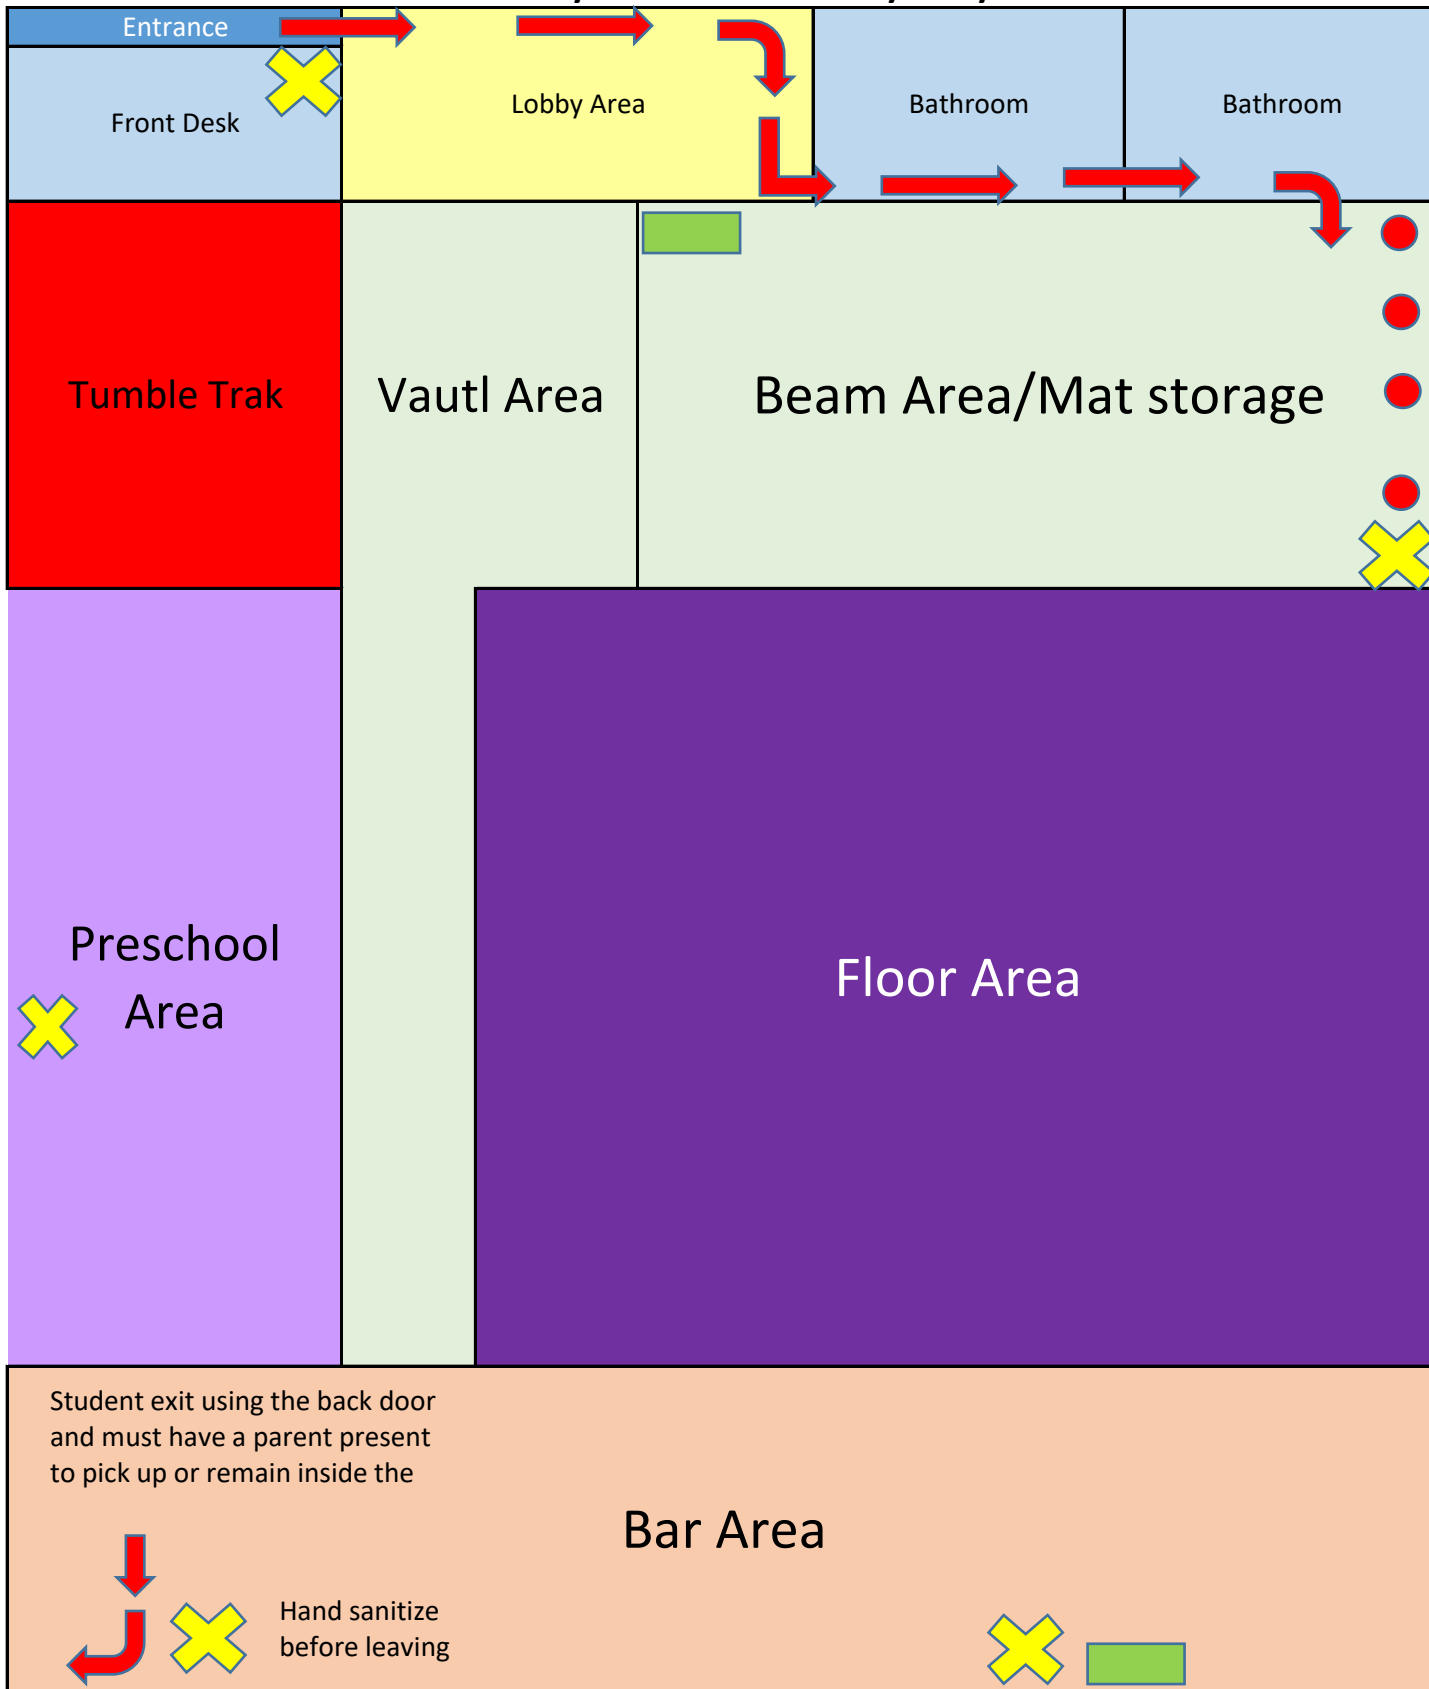 Entrance
Front Desk
Lobby Area
Bathroom
Bathroom
Tumble Trak
Vautl Area
Beam Area/Mat storage
Preschool
Area
Floor Area
Student exit using the back door
and must have a parent present
to pick up or remain inside the
Bar Area
Hand sanitize
before leaving